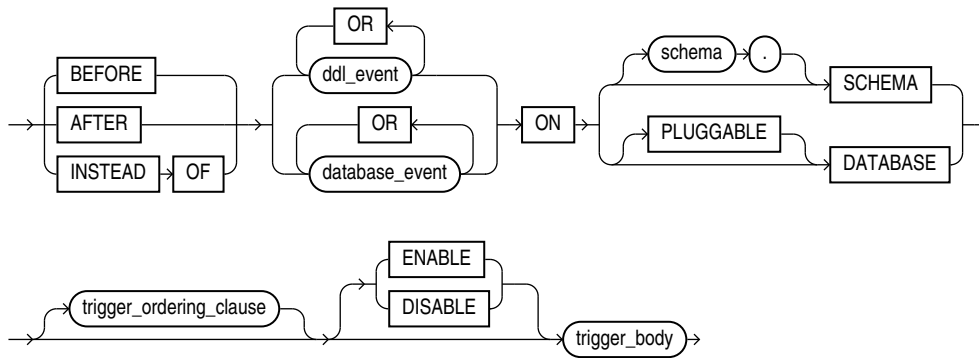 OR
ddl_event
schema .
BEFORE
SCHEMA
AFTER
OR
ON
PLUGGABLE
INSTEAD OF
database_event
DATABASE
ENABLE
trigger_ordering_clause
DISABLE
trigger_body